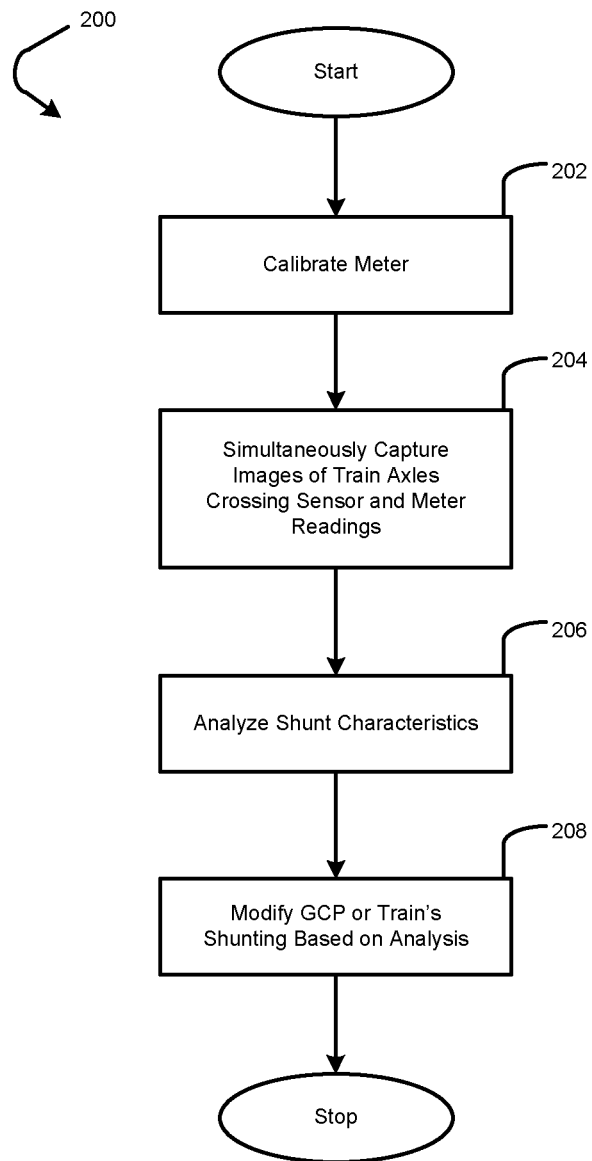 200
Start
202
Calibrate Meter
204
Simultaneously Capture
Images of Train Axles
Crossing Sensor and Meter
Readings
206
Analyze Shunt Characteristics
208
Modify GCP or Train's
Shunting Based on Analysis
Stop